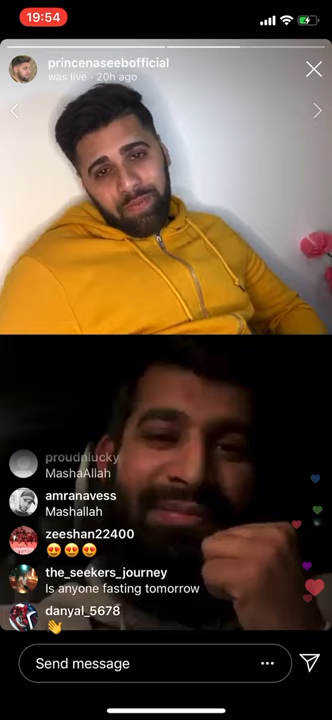 19:54
princenaseebofficial
was live · 20h ago
proudnlucky
MashaAllah
amranavess
Mashallah
zeeshan22400
😍😍😍
the_seekers_journey
Is anyone fasting tomorrow
danyal_5678
👋
Send message